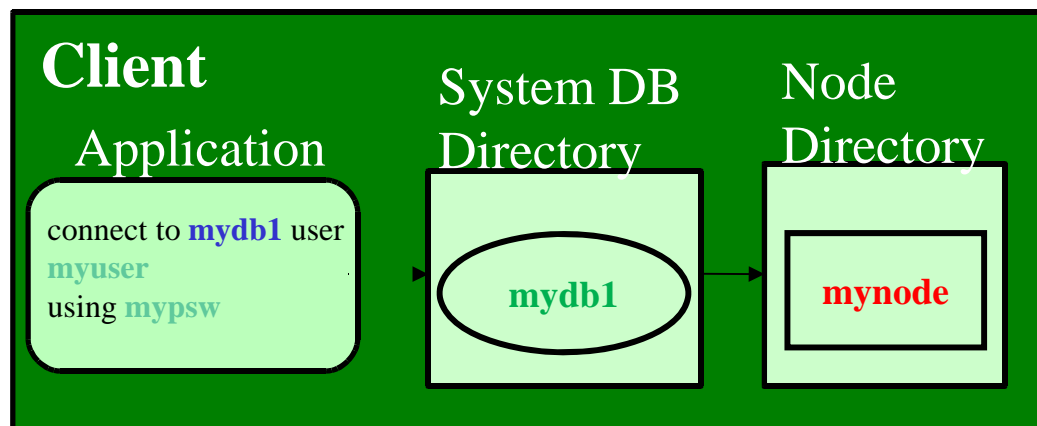 Client
Application
connect to mydb1 user
myuser
using mypsw
System DB
Directory
mydb1
Node
Directory
mynode